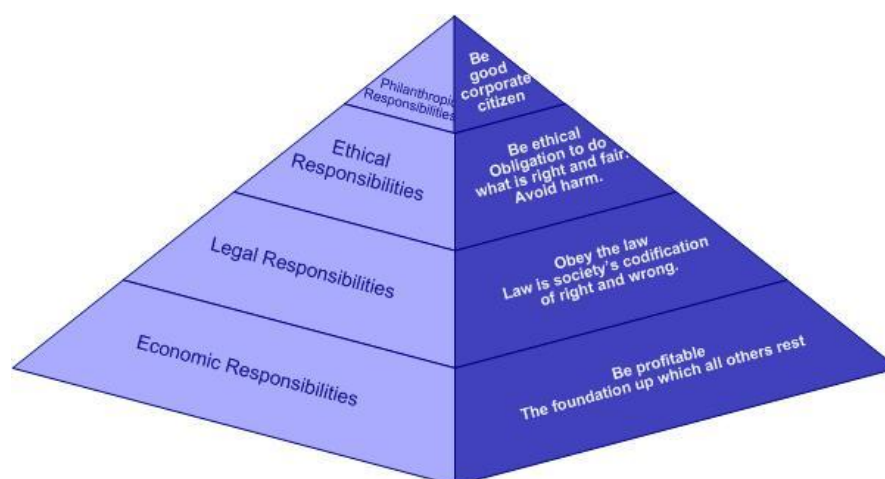 Philanthropic
Responsibilities
Be
good
corporate
citizen
Ethical
Responsibilities
Be ethical
Obligation to do
what is right and fair.
Avoid harm.
Legal Responsibilities
Obey the law
Law is society's codification
of right and wrong.
Economic Responsibilities
Be profitable
The foundation up which all others rest